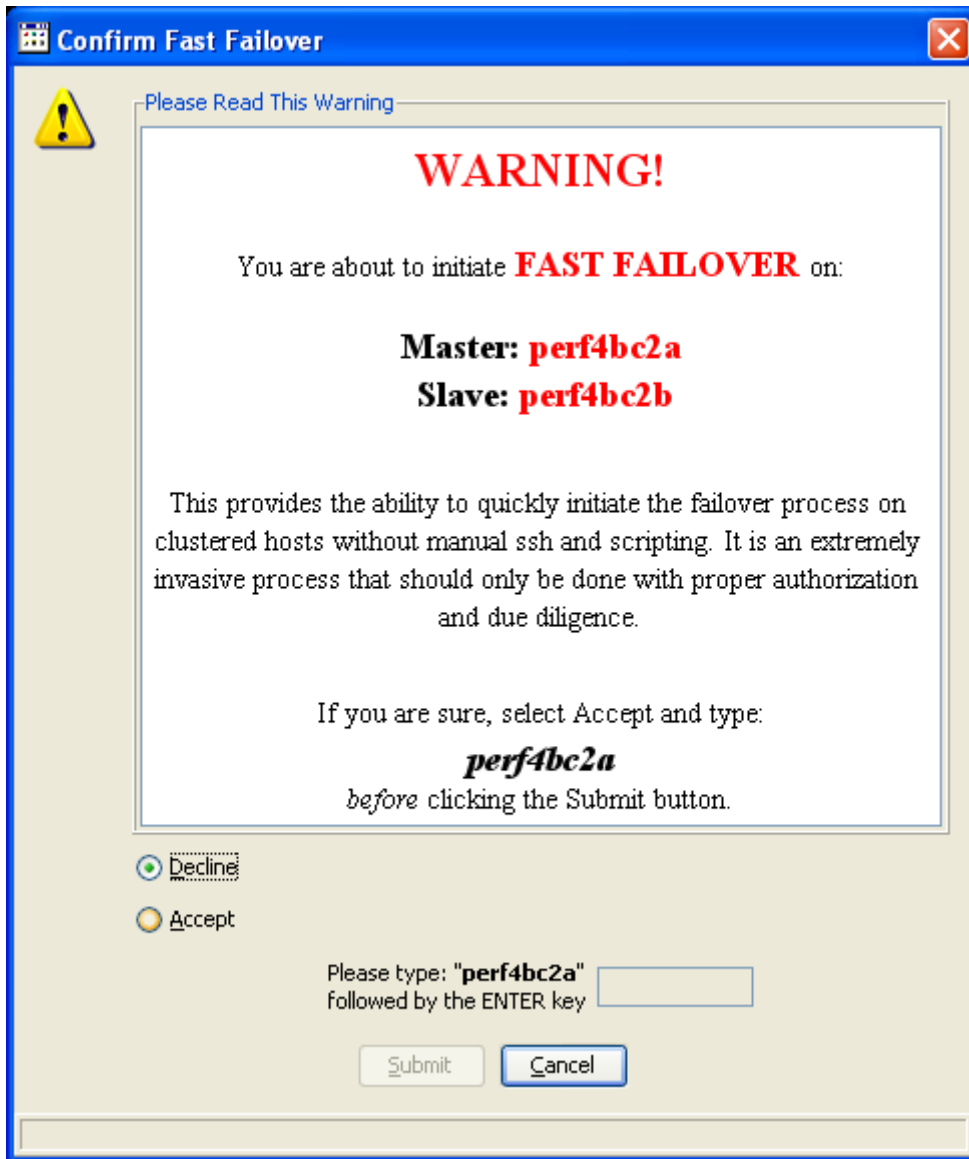 Confirm Fast Failover
Please Read This Warning
WARNING!
You are about to initiate FAST FAILOVER on:
Master: perf4bc2a
Slave: perf4bc2b
This provides the ability to quickly initiate the failover process on
clustered hosts without manual ssh and scripting. It is an extremely
invasive process that should only be done with proper authorization
and due diligence.
If you are sure, select Accept and type:
perf4bc2a
before clicking the Submit button.
Decline
Accept
Please type: "perf4bc2a"
followed by the ENTER key
Submit Cancel